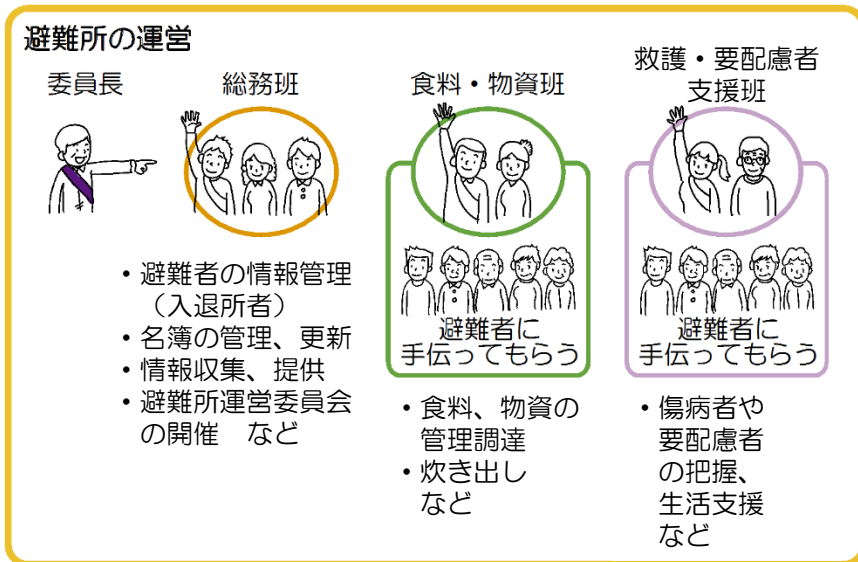 避難所の運営
委員長
総務班
・避難者の情報管理
（入退所者）
・名簿の管理、更新
・情報収集、提供
・避難所運営委員会
の開催　など
食料・物資班
避難者に
手伝ってもらう
・食料、物資の
管理調達
・炊き出し
など
救護・要配慮者
支援班
避難者に
手伝ってもらう
・傷病者や
要配慮者
の把握、
生活支援
など